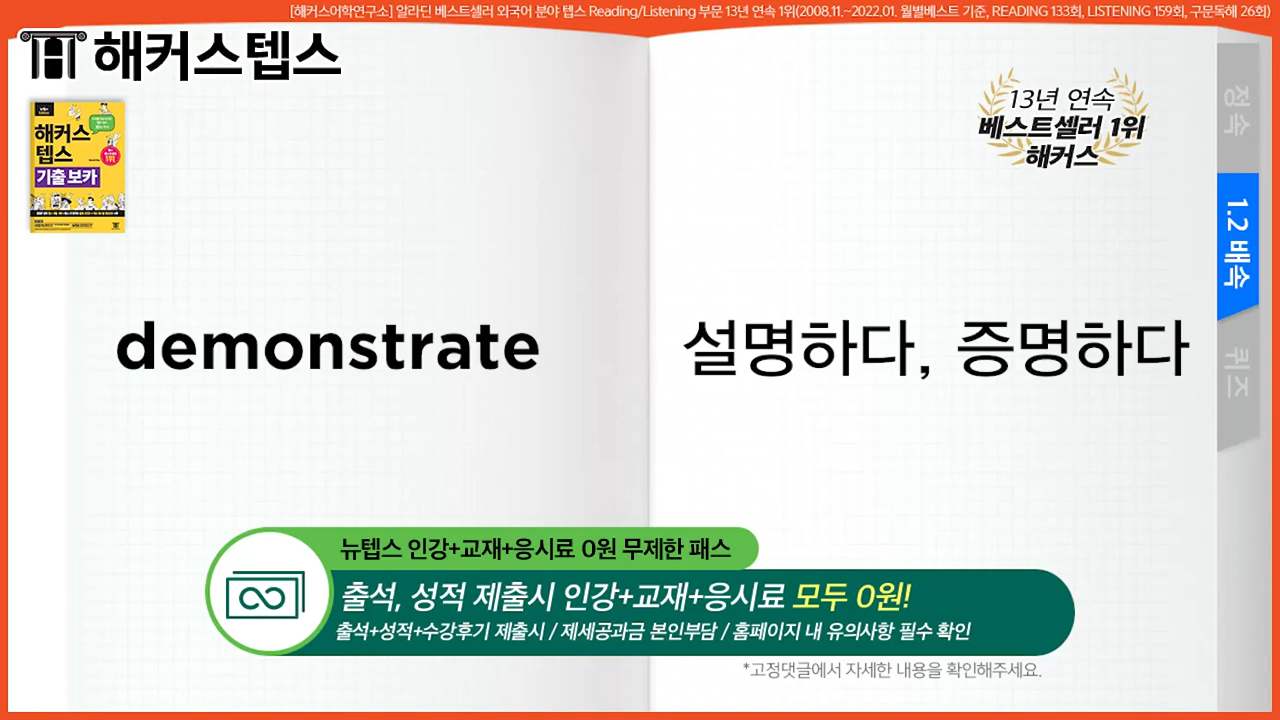 [해커스어학연구소] 알라딘 베스트셀러 외국어 분야 텝스 Reading/Listening 부문 13년 연속 1위(2008.11.~2022.01. 월별베스트 기준, READING 133회, LISTENING 159회, 구문독해 26회)
해커스텝스
13년 연속
베스트셀러 1위
해커스
해커스
텝스
기출 보카
정속
1.2 배속
퀴즈
demonstrate
설명하다, 증명하다
뉴텝스 인강+교재+응시료 0원 무제한 패스
출석, 성적 제출시 인강+교재+응시료 모두 0원!
출석+성적+수강후기 제출시 / 제세공과금 본인부담 / 홈페이지 내 유의사항 필수 확인
*고정댓글에서 자세한 내용을 확인해주세요.